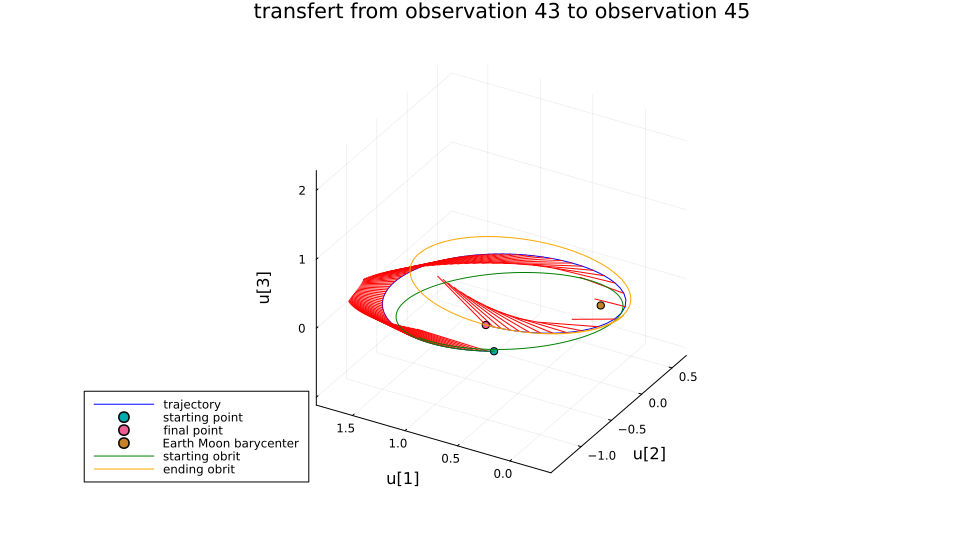 transfert from observation 43 to observation 45
u[3]
2
1
0
1.5
1.0
0.5
0.0
u[1]
0.5
0.0
−0.5
−1.0
u[2]
trajectory
starting point
final point
Earth Moon barycenter
starting obrit
ending obrit